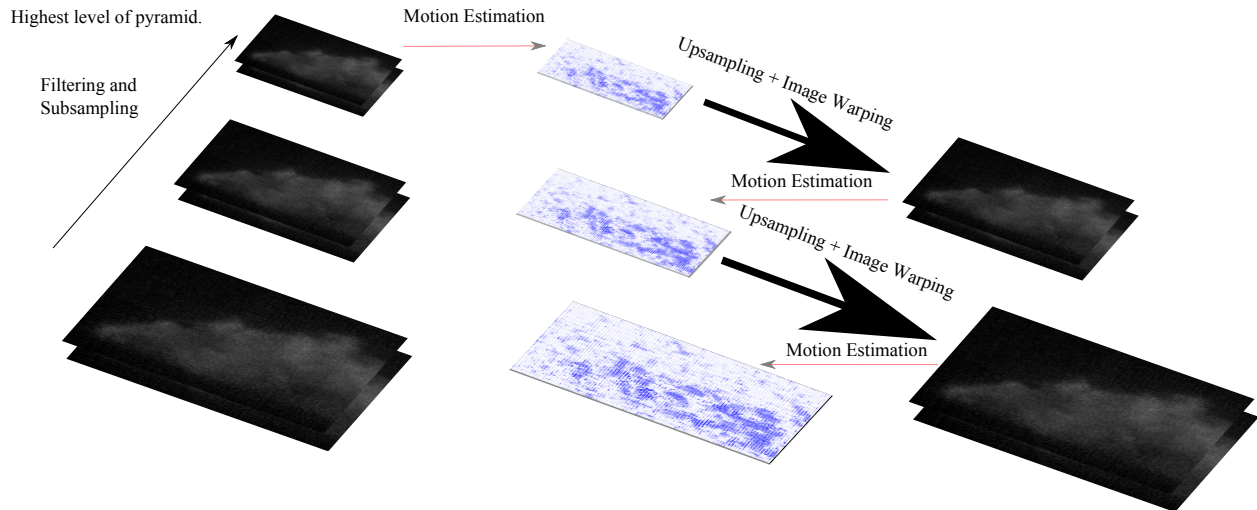 Highest level of pyramid.
Motion Estimation
Filtering and
Subsampling
Upsampling + Image Warping
Motion Estimation
Upsampling + Image Warping
Motion Estimation